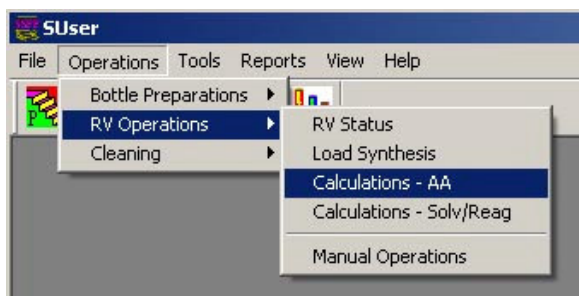 SUser
File Operations Tools Reports View Help
Bottle Preparations
RV Operations
Cleaning
RV Status
Load Synthesis
Calculations - AA
Calculations - Solv/Reag
Manual Operations